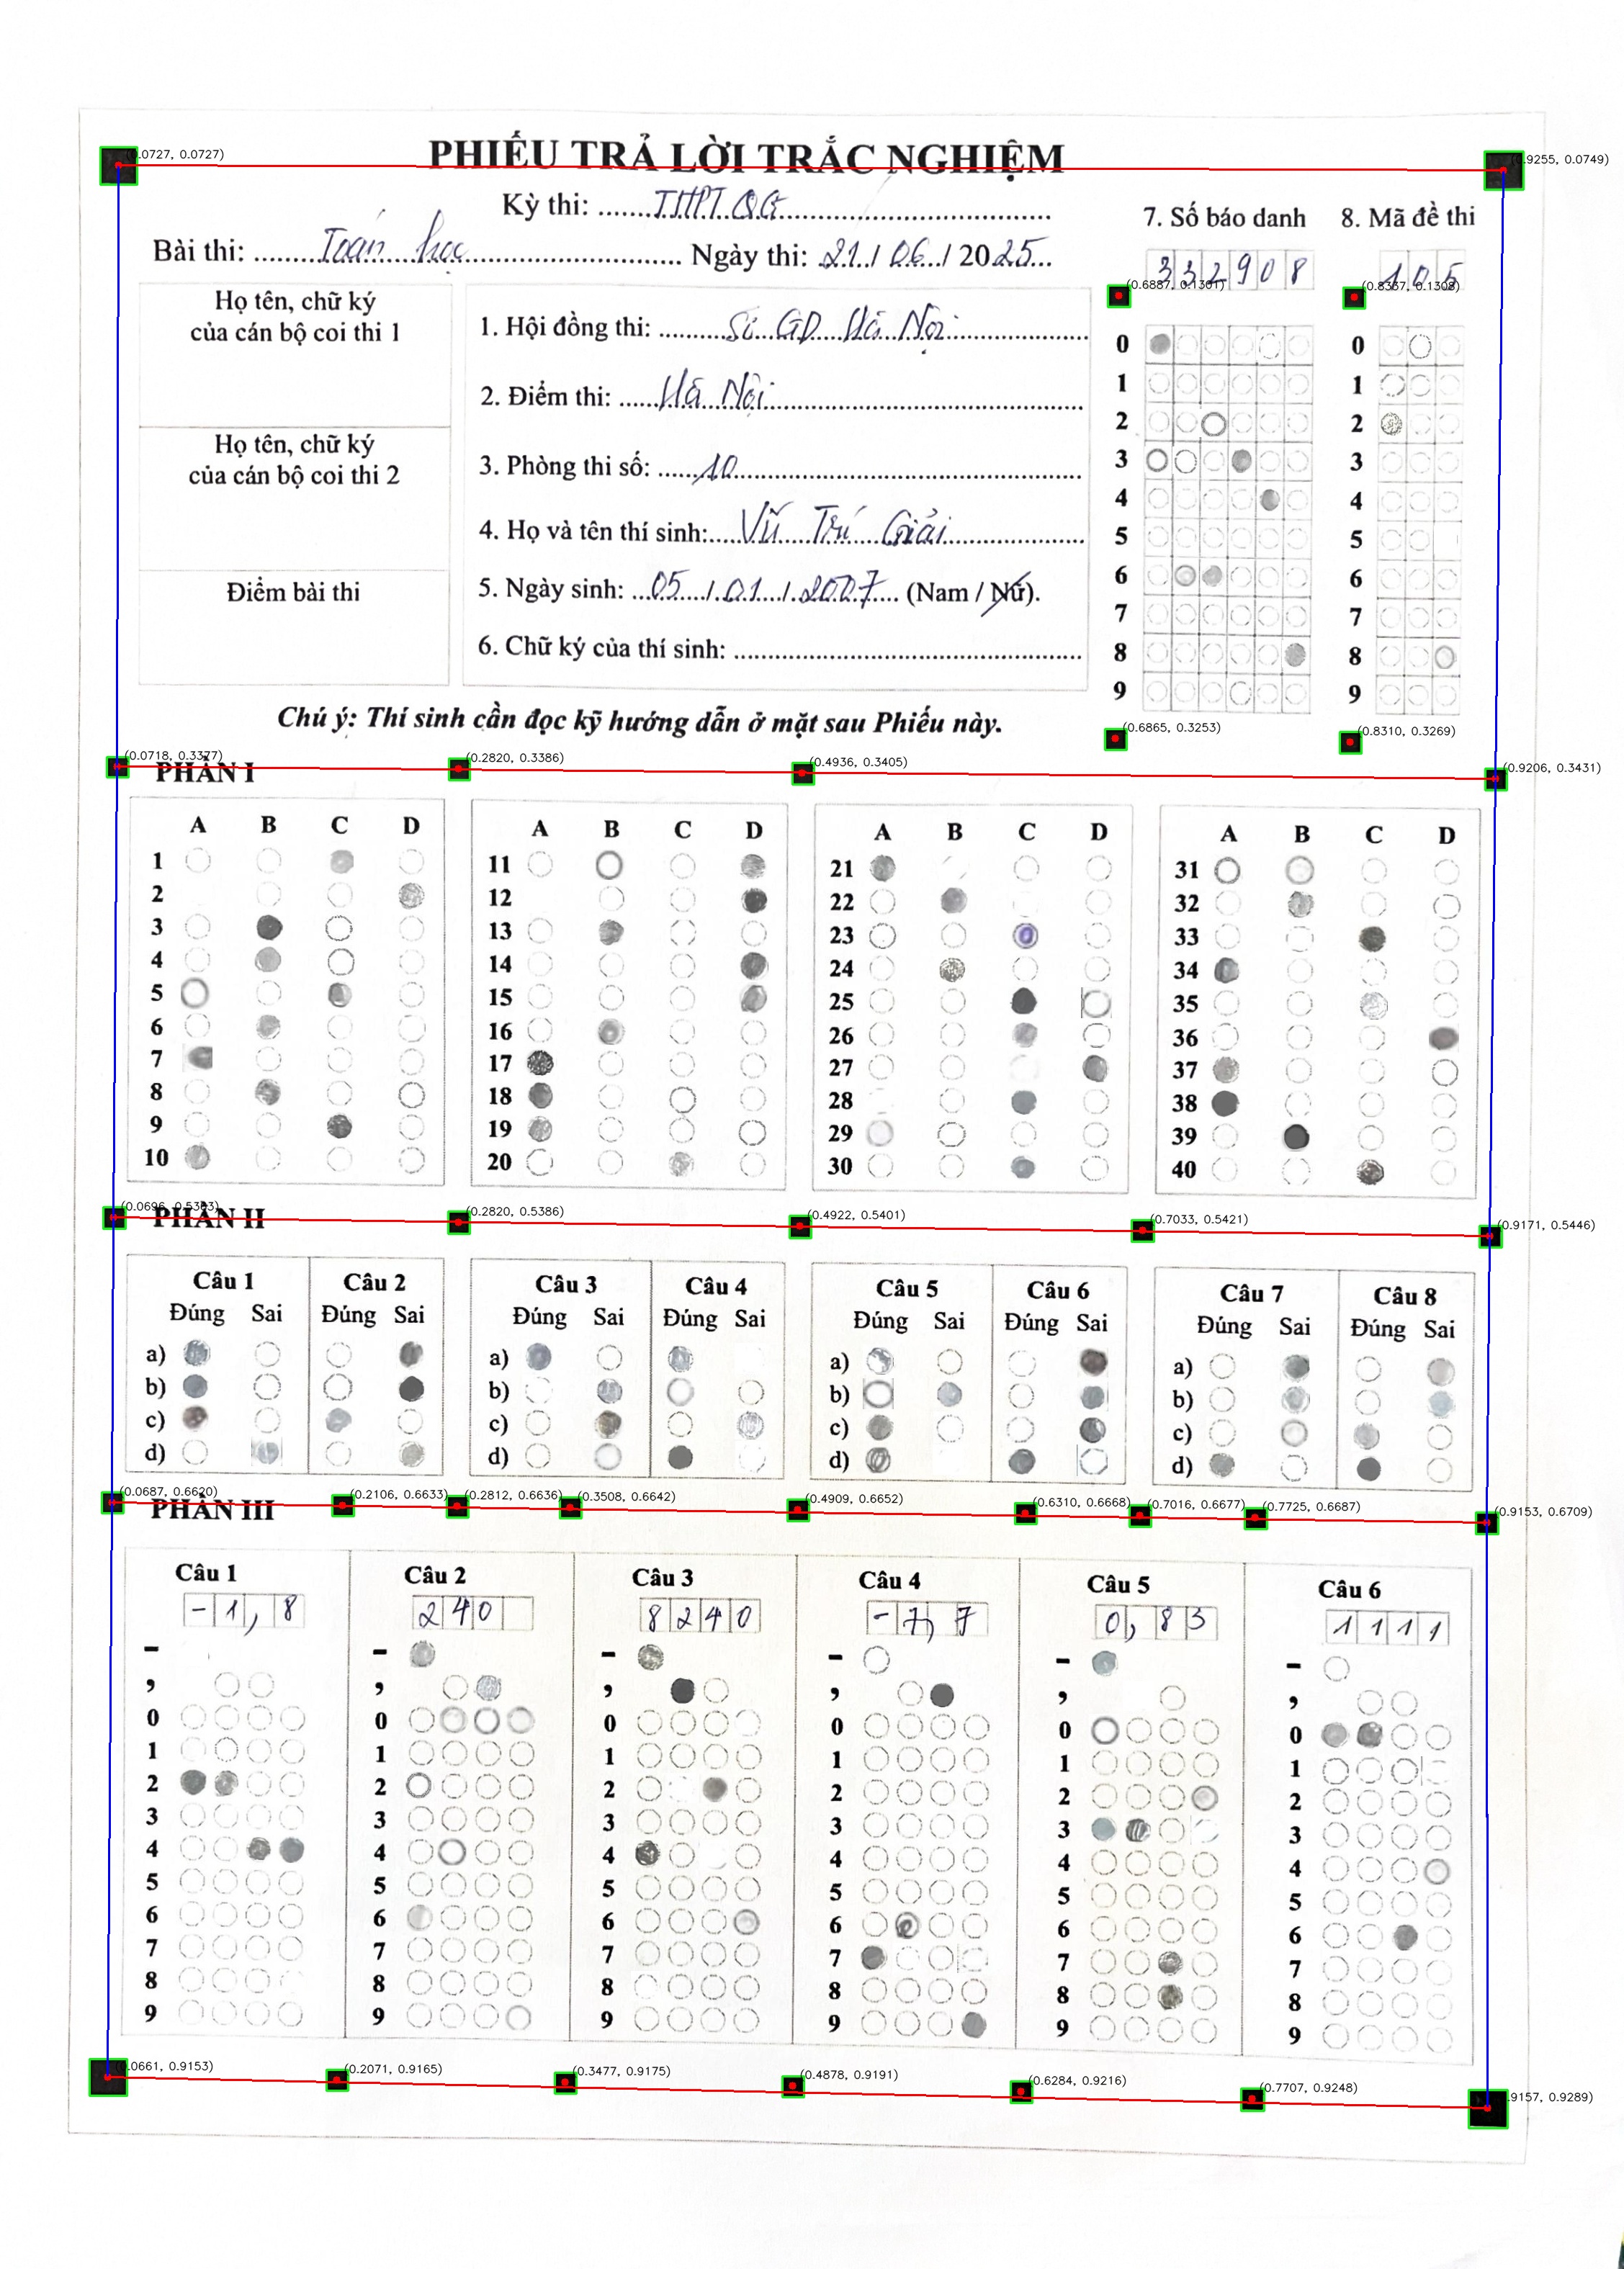 PHIẾU TRẢ LỜI TRẮC NGHIỆM
Kỳ thi: THPT QG
Bài thi: Toán học Ngày thi: 21 / 06 / 2025
7. Số báo danh 8. Mã đề thi
332908 105
(0.0727, 0.0727)
(0.9255, 0.0749)
(0.6887, 0.1301)
(0.8337, 0.1308)
Họ tên, chữ ký
của cán bộ coi thi 1
Họ tên, chữ ký
của cán bộ coi thi 2
Điểm bài thi
1. Hội đồng thi: Sở GD Hà Nội
2. Điểm thi: Hà Nội
3. Phòng thi số: 10
4. Họ và tên thí sinh: Vũ Trí Giải
5. Ngày sinh: 05 / 01 / 2007 (Nam / Nữ).
6. Chữ ký của thí sinh:
0 0
1 1
2 2
3 3
4 4
5 5
6 6
7 7
8 8
9 9
Chú ý: Thí sinh cần đọc kỹ hướng dẫn ở mặt sau Phiếu này.
(0.6865, 0.3253)
(0.8310, 0.3269)
(0.0718, 0.3377)
(0.2820, 0.3386)
(0.4936, 0.3405)
(0.9206, 0.3431)
PHẦN I
A B C D A B C D A B C D A B C D
1 11 21 31
2 12 22 32
3 13 23 33
4 14 24 34
5 15 25 35
6 16 26 36
7 17 27 37
8 18 28 38
9 19 29 39
10 20 30 40
(0.2820, 0.5386)
(0.4922, 0.5401)
(0.7033, 0.5421)
(0.9171, 0.5446)
PHẦN II
Câu 1 Câu 2 Câu 3 Câu 4 Câu 5 Câu 6 Câu 7 Câu 8
Đúng Sai Đúng Sai Đúng Sai Đúng Sai Đúng Sai Đúng Sai Đúng Sai Đúng Sai
a) a) a) a)
b) b) b) b)
c) c) c) c)
d) d) d) d)
(0.0687, 0.6620)
(0.2106, 0.6633)
(0.2812, 0.6636)
(0.3508, 0.6642)
(0.4909, 0.6652)
(0.6310, 0.6668)
(0.7016, 0.6677)
(0.7725, 0.6687)
(0.9153, 0.6709)
PHẦN III
Câu 1 Câu 2 Câu 3 Câu 4 Câu 5 Câu 6
-1,8 240 8240 -7,7 0,83 1111
- - - - - -
, , , , , ,
0 0 0 0 0 0
1 1 1 1 1 1
2 2 2 2 2 2
3 3 3 3 3 3
4 4 4 4 4 4
5 5 5 5 5 5
6 6 6 6 6 6
7 7 7 7 7 7
8 8 8 8 8 8
9 9 9 9 9 9
(0.0661, 0.9153)
(0.2071, 0.9165)
(0.3477, 0.9175)
(0.4878, 0.9191)
(0.6284, 0.9216)
(0.7707, 0.9248)
.9157, 0.9289)